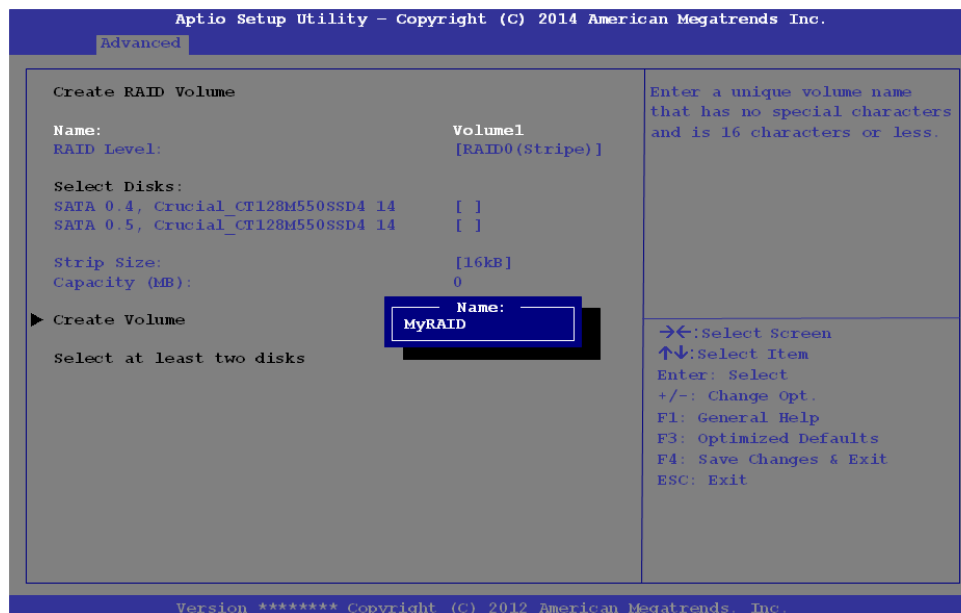 Aptio Setup Utility – Copyright (C) 2014 American Megatrends Inc.
Advanced
Create RAID Volume
Name: Volume1
RAID Level: [RAID0(Stripe)]
Select Disks:
SATA 0.4, Crucial_CT128M550SSD4 14 [ ]
SATA 0.5, Crucial_CT128M550SSD4 14 [ ]
Strip Size: [16kB]
Capacity (MB): 0
▶ Create Volume
Select at least two disks
Name:
MyRAID
Enter a unique volume name
that has no special characters
and is 16 characters or less.
→←:Select Screen
↑↓:Select Item
Enter: Select
+/-: Change Opt.
F1: General Help
F3: Optimized Defaults
F4: Save Changes & Exit
ESC: Exit
Version ******** Copyright (C) 2012 American Megatrends. Inc.